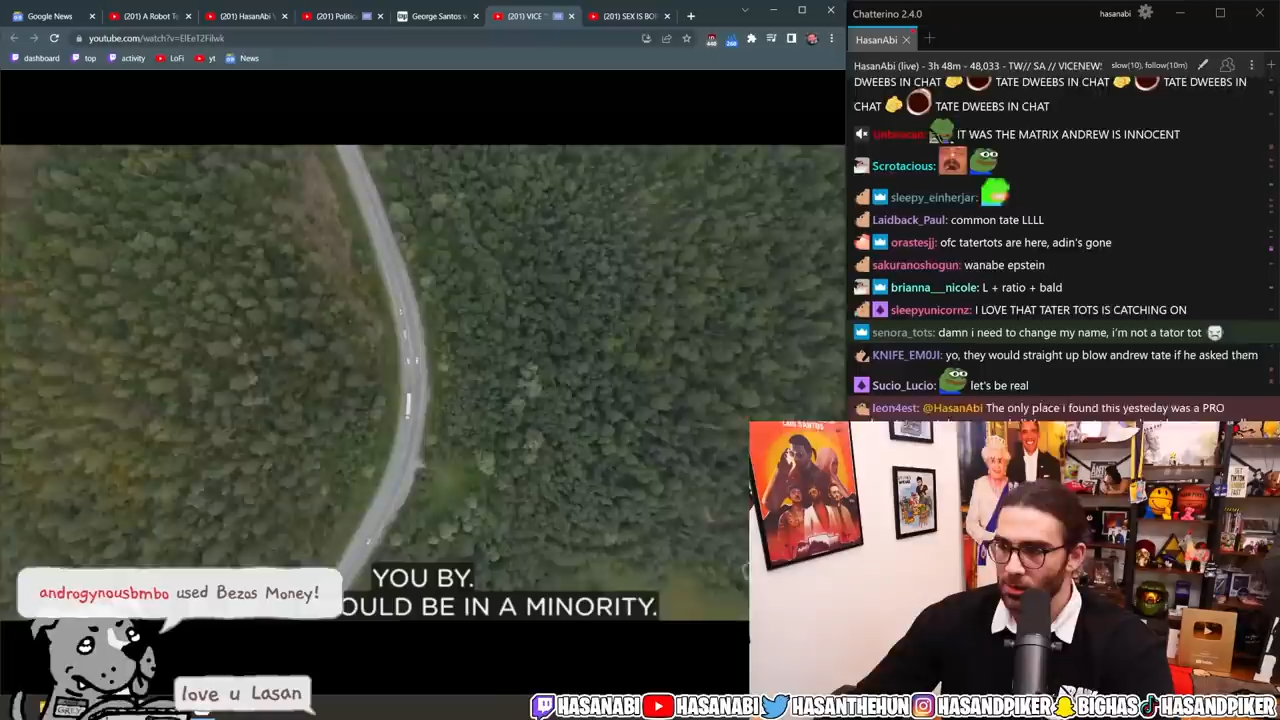 Google News
(201) A Robot T
(201) HasanAbi V
(201) Politi
George Santos v
(201) VICE
(201) SEX IS BO
youtube.com/watch?v=ElEeT2Filwk
dashboard
top
activity
LoFi
yt
News
YOU BY.
OULD BE IN A MINORITY.
androgynousbmbo used Bezos Money!
love u Lasan
Chatterino 2.4.0
hasanabi
HasanAbi
HasanAbi (live) - 3h 48m - 48,033 - TW// SA // VICENEWS
slow(10), follow(10m)
DWEEBS IN CHAT TATE DWEEBS IN CHAT TATE DWEEBS IN
CHAT TATE DWEEBS IN CHAT
IT WAS THE MATRIX ANDREW IS INNOCENT
Scrotacious:
sleepy_einherjar:
Laidback_Paul: common tate LLLL
orastesjj: ofc tatertots are here, adin's gone
sakuranoshogun: wanabe epstein
brianna__nicole: L + ratio + bald
sleepyunicornz: I LOVE THAT TATER TOTS IS CATCHING ON
senora_tots: damn i need to change my name, i'm not a tator tot
KNIFE_EM0JI: yo, they would straight up blow andrew tate if he asked them
Sucio_Lucio: let's be real
leon4est: @HasanAbi The only place i found this yesteday was a PRO
HASANABI HASANABI HASANTHEHUN HASANDPIKER BIGHAS HASANDPIKER